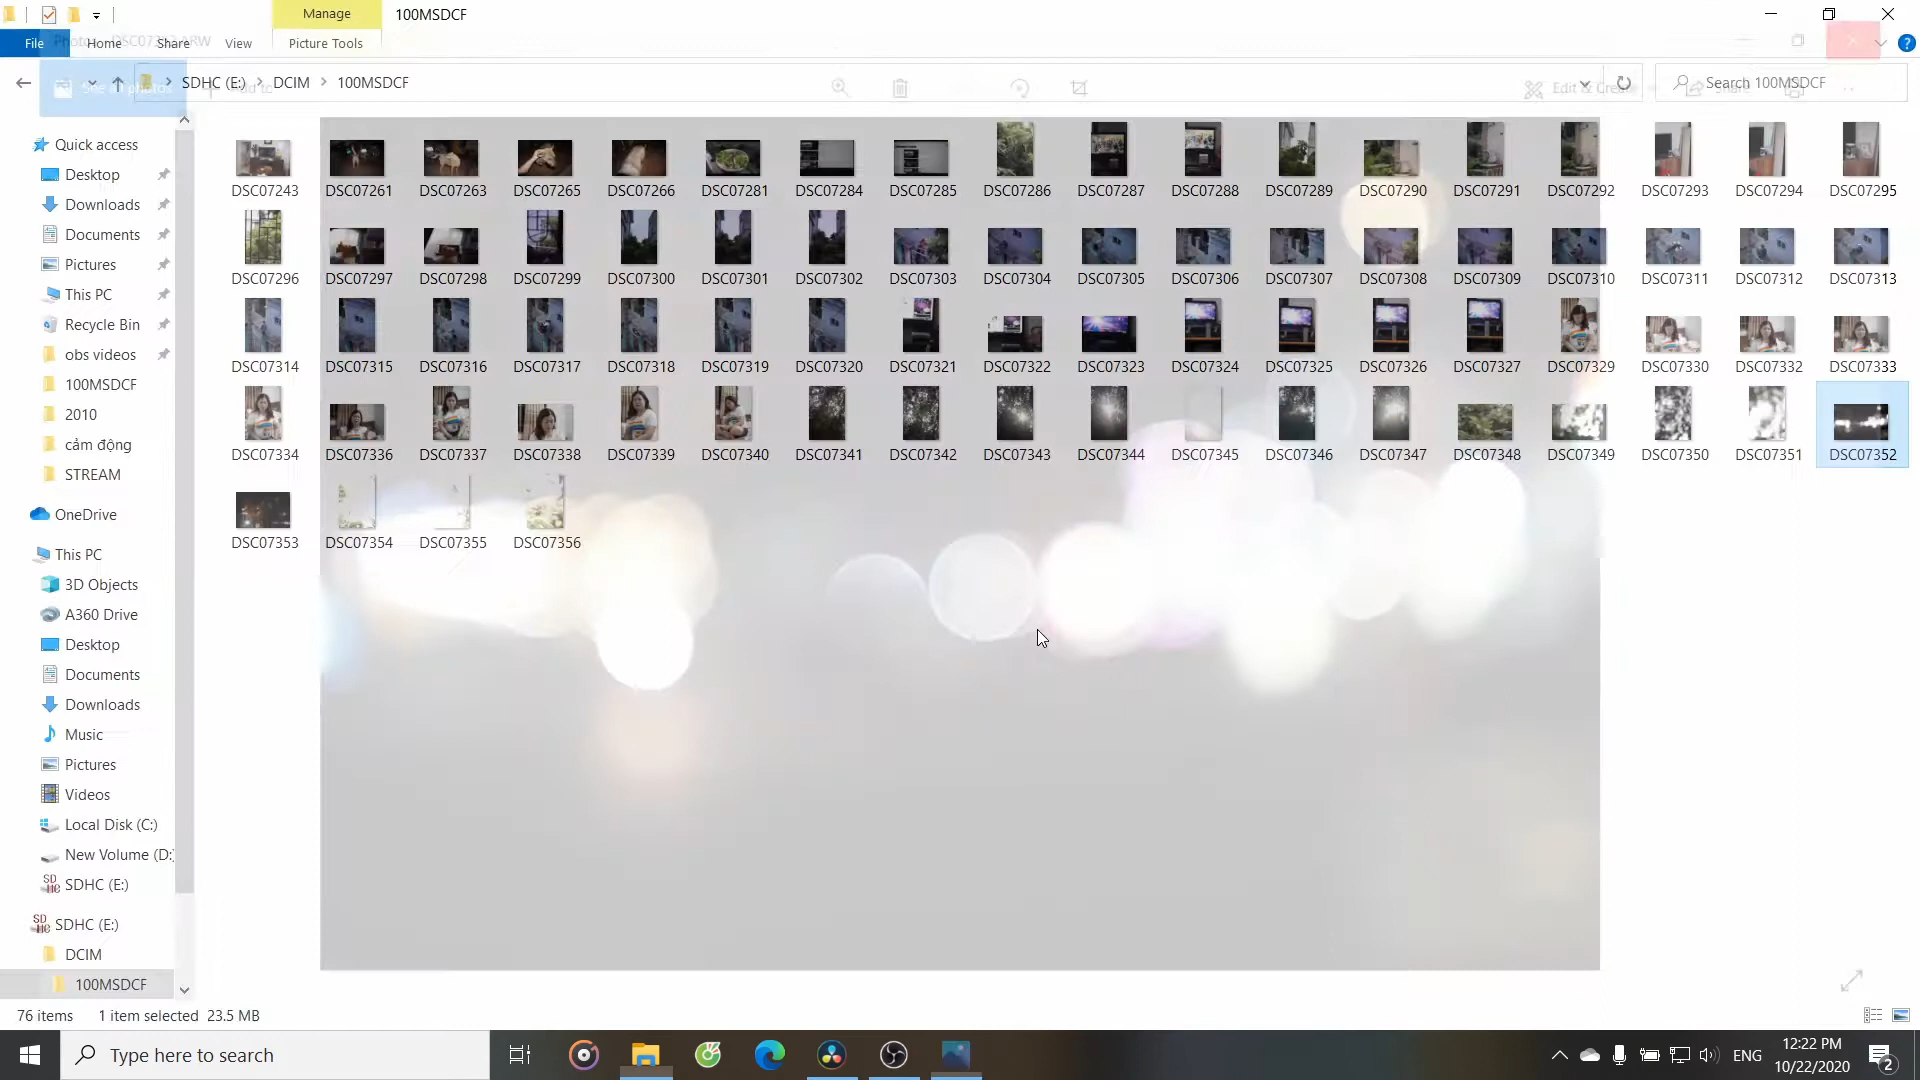 Manage
100MSDCF
File
Home
Share
View
Picture Tools
SDHC (E:)
DCIM
100MSDCF
See all photos
Edit & Create
Share
Search 100MSDCF
Quick access
Desktop
Downloads
Documents
Pictures
This PC
Recycle Bin
obs videos
100MSDCF
2010
cảm động
STREAM
OneDrive
This PC
3D Objects
A360 Drive
Desktop
Documents
Downloads
Music
Pictures
Videos
Local Disk (C:)
New Volume (D:)
SDHC (E:)
SDHC (E:)
DCIM
100MSDCF
DSC07243 DSC07261 DSC07263 DSC07265 DSC07266 DSC07281 DSC07284 DSC07285 DSC07286 DSC07287 DSC07288 DSC07289 DSC07290 DSC07291 DSC07292 DSC07293 DSC07294 DSC07295
DSC07296 DSC07297 DSC07298 DSC07299 DSC07300 DSC07301 DSC07302 DSC07303 DSC07304 DSC07305 DSC07306 DSC07307 DSC07308 DSC07309 DSC07310 DSC07311 DSC07312 DSC07313
DSC07314 DSC07315 DSC07316 DSC07317 DSC07318 DSC07319 DSC07320 DSC07321 DSC07322 DSC07323 DSC07324 DSC07325 DSC07326 DSC07327 DSC07329 DSC07330 DSC07332 DSC07333
DSC07334 DSC07336 DSC07337 DSC07338 DSC07339 DSC07340 DSC07341 DSC07342 DSC07343 DSC07344 DSC07345 DSC07346 DSC07347 DSC07348 DSC07349 DSC07350 DSC07351 DSC07352
DSC07353 DSC07354 DSC07355 DSC07356
76 items 1 item selected 23.5 MB
Type here to search
ENG
12:22 PM
10/22/2020
2